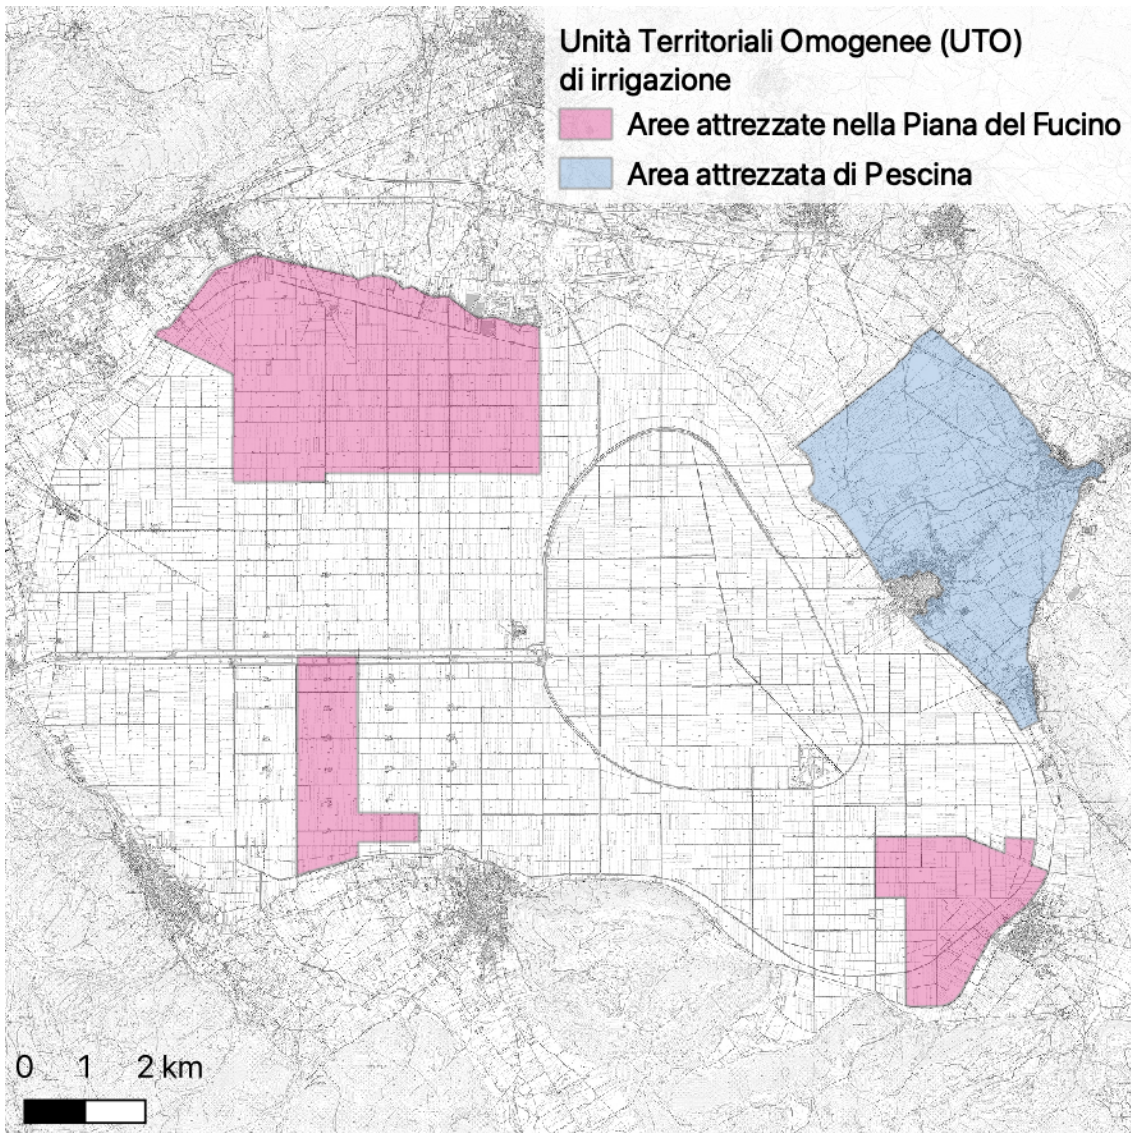 Unità Territoriali Omogenee (UTO)
di irrigazione
Aree attrezzate nella Piana del Fucino
Area attrezzata di Pescina
0 1 2 km